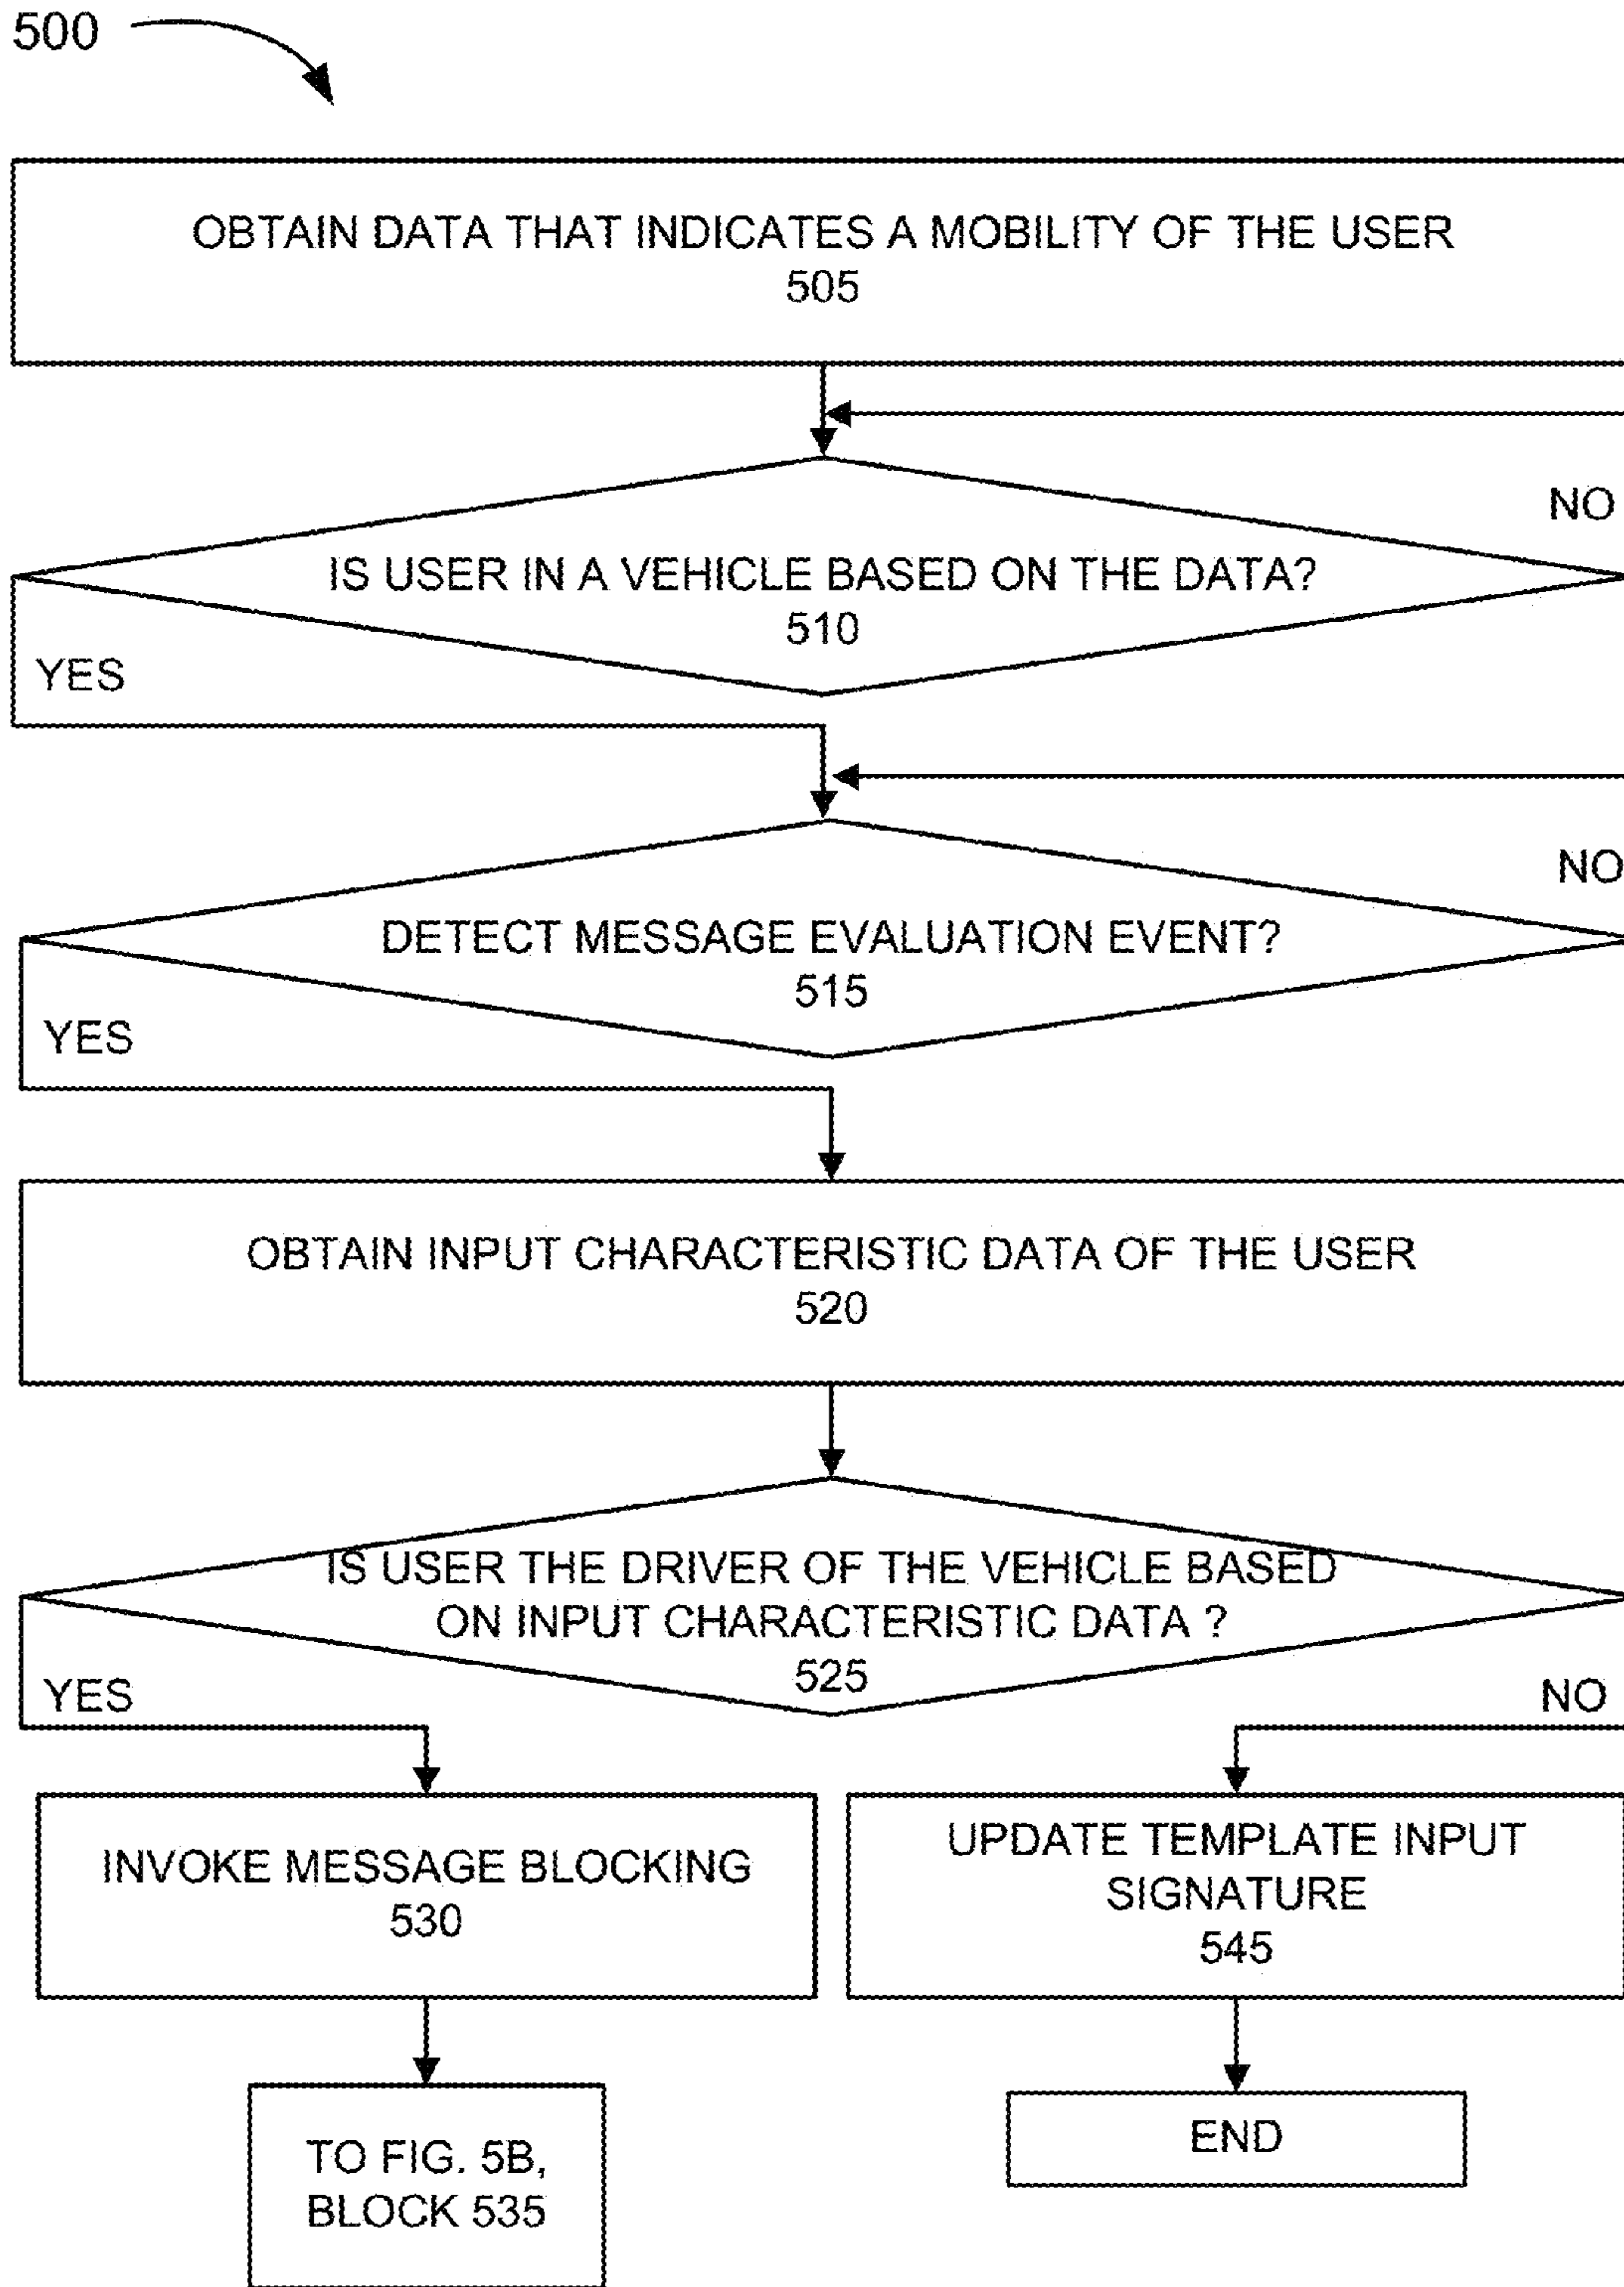 500
OBTAIN DATA THAT INDICATES A MOBILITY OF THE USER
505
NO
IS USER IN A VEHICLE BASED ON THE DATA?
510
YES
NO
DETECT MESSAGE EVALUATION EVENT?
515
YES
OBTAIN INPUT CHARACTERISTIC DATA OF THE USER
520
IS USER THE DRIVER OF THE VEHICLE BASED
ON INPUT CHARACTERISTIC DATA ?
525
YES
NO
INVOKE MESSAGE BLOCKING
530
UPDATE TEMPLATE INPUT
SIGNATURE
545
TO FIG. 5B,
BLOCK 535
END